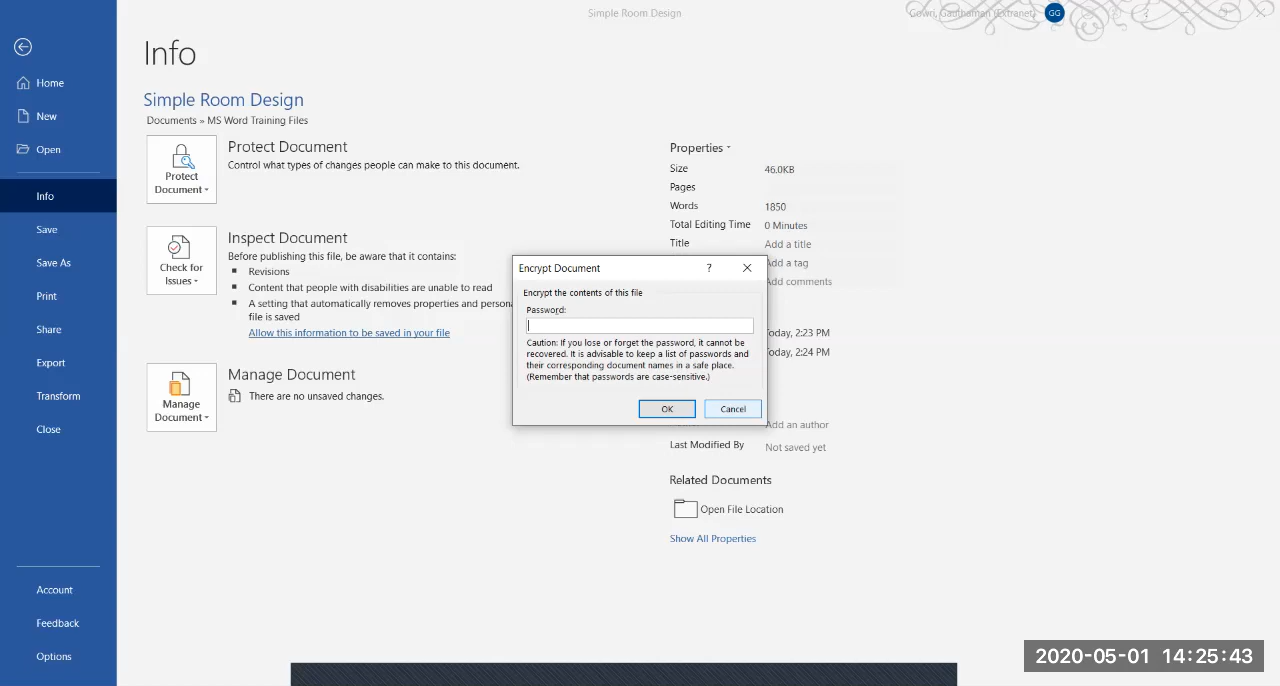 Simple Room Design
Gowri, Gauthaman (Extranet)
GG
?
Info
Home
New
Open
Info
Save
Save As
Print
Share
Export
Transform
Close
Account
Feedback
Options
Simple Room Design
Documents » MS Word Training Files
Protect Document
Protect Document
Control what types of changes people can make to this document.
Check for Issues
Inspect Document
Before publishing this file, be aware that it contains:
Revisions
Content that people with disabilities are unable to read
A setting that automatically removes properties and
file is saved
Allow this information to be saved in your file
Manage Document
Manage Document
There are no unsaved changes.
Properties
Size 46.0KB
Pages
Words 1850
Total Editing Time 0 Minutes
Title Add a title
Add a tag
Add comments
Today, 2:23 PM
Today, 2:24 PM
Add an author
Last Modified By Not saved yet
Related Documents
Open File Location
Show All Properties
Encrypt Document ?
Encrypt the contents of this file
Password:
Caution: If you lose or forget the password, it cannot be
recovered. It is advisable to keep a list of passwords and
their corresponding document names in a safe place.
(Remember that passwords are case-sensitive.)
OK Cancel
2020-05-01 14:25:43